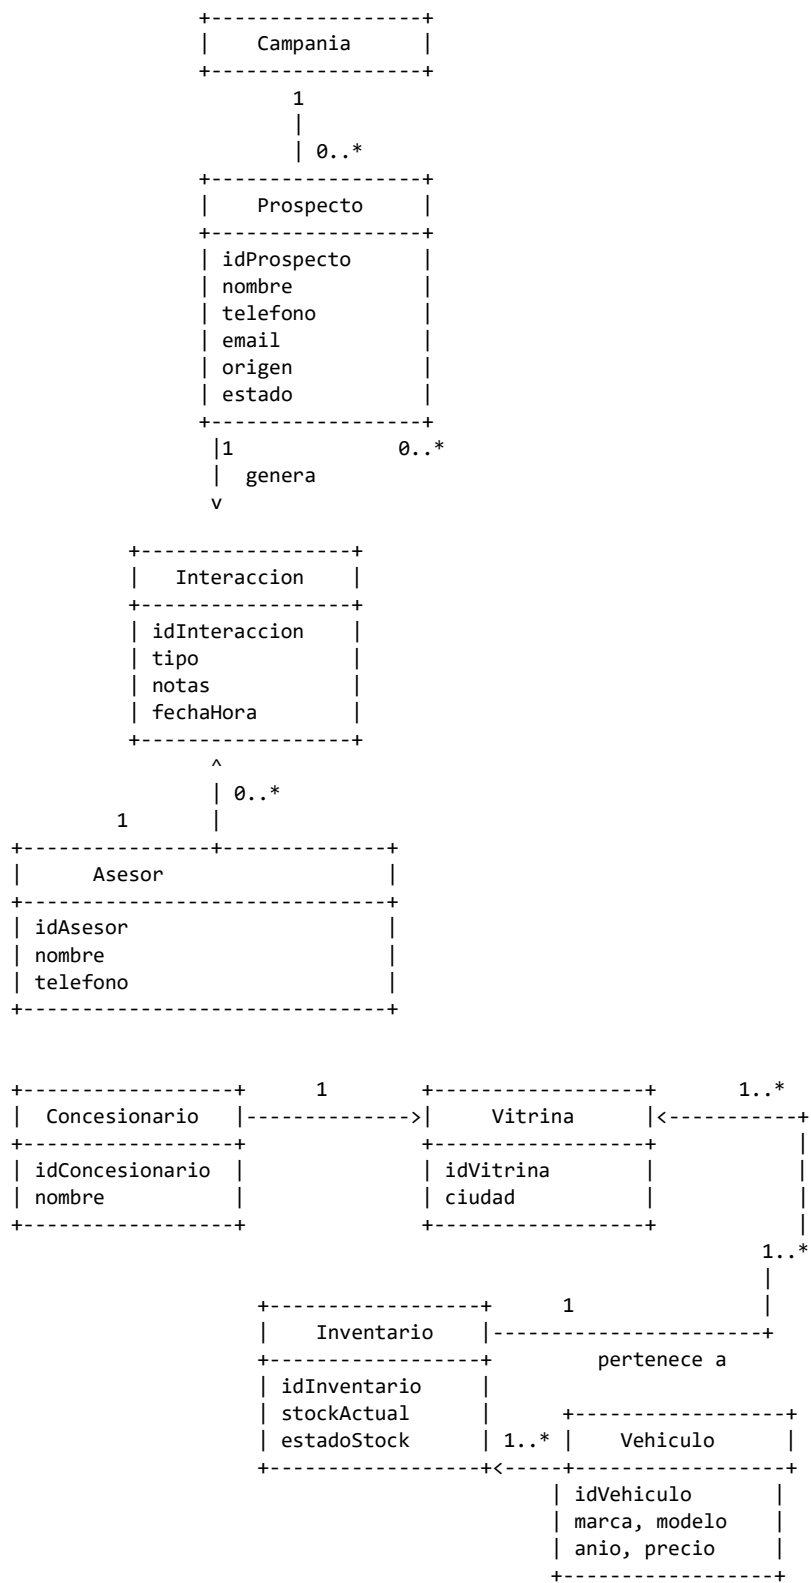 Campania
1
0..*
Prospecto
idProspecto
nombre
telefono
email
origen
estado
1 0..*
genera
v
Interaccion
idInteraccion
tipo
notas
fechaHora
^
0..*
1
Asesor
idAsesor
nombre
telefono
1 1..*
Concesionario Vitrina
idConcesionario idVitrina
nombre ciudad
1..*
1
Inventario
pertenece a
idInventario
stockActual
estadoStock 1..* Vehiculo
idVehiculo
marca, modelo
anio, precio